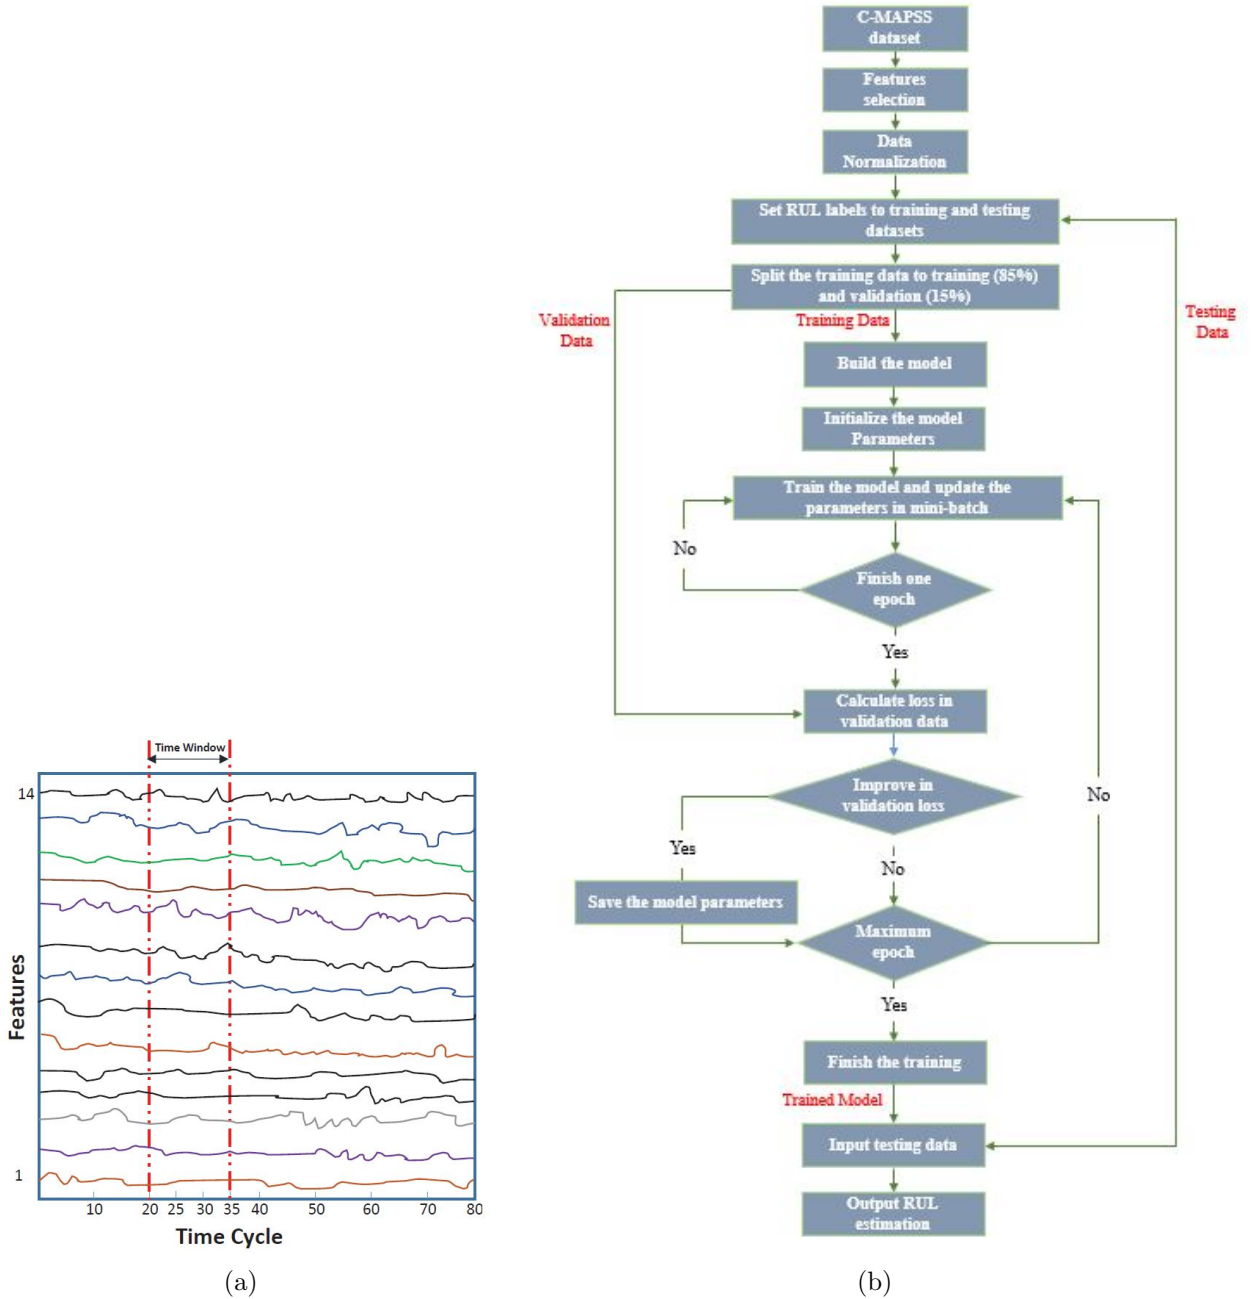 Time Window
14
Features
1
10
20
25
30
35
40
50
60
70
80
Time Cycle
(a)
C-MAPSS
dataset
Features
selection
Data
Normalization
Set RUL labels to training and testing
datasets
Split the training data to training (85%)
and validation (15%)
Validation
Data
Training Data
Testing
Data
Build the model
Initialize the model
Parameters
Train the model and update the
parameters in mini-batch
No
Finish one
epoch
Yes
Calculate loss in
validation data
Improve in
validation loss
No
Yes
No
Save the model parameters
Maximum
epoch
Yes
Finish the training
Trained Model
Input testing data
Output RUL
estimation
(b)